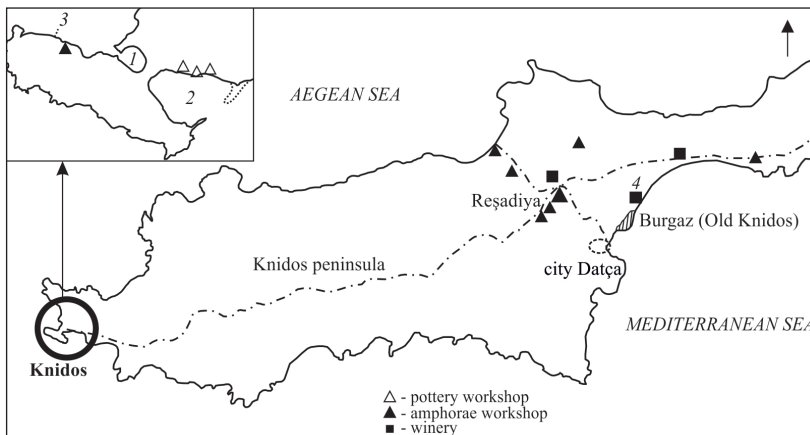 3
1
2
AEGEAN SEA
4
Reşadiya
Burgaz (Old Knidos)
Knidos peninsula
city Datça
MEDITERRANEAN SEA
Knidos
- pottery workshop
- amphorae workshop
- winery